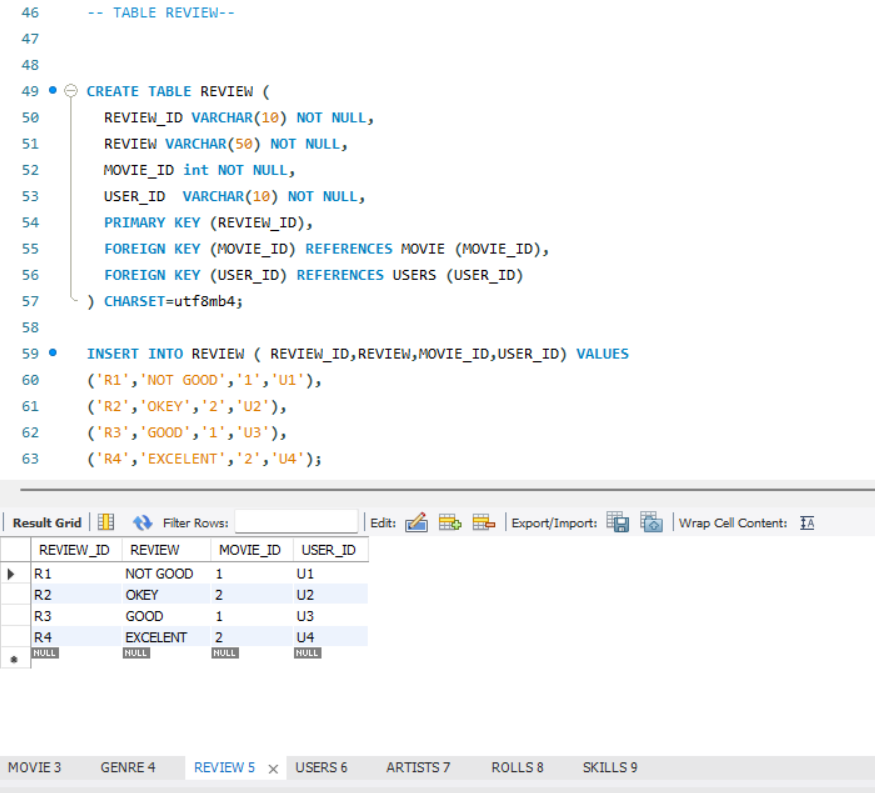 46 -- TABLE REVIEW--
47
48
49 CREATE TABLE REVIEW (
50 REVIEW_ID VARCHAR(10) NOT NULL,
51 REVIEW VARCHAR(50) NOT NULL,
52 MOVIE_ID int NOT NULL,
53 USER_ID  VARCHAR(10) NOT NULL,
54 PRIMARY KEY (REVIEW_ID),
55 FOREIGN KEY (MOVIE_ID) REFERENCES MOVIE (MOVIE_ID),
56 FOREIGN KEY (USER_ID) REFERENCES USERS (USER_ID)
57 ) CHARSET=utf8mb4;
58
59 INSERT INTO REVIEW ( REVIEW_ID,REVIEW,MOVIE_ID,USER_ID) VALUES
60 ('R1','NOT GOOD','1','U1'),
61 ('R2','OKEY','2','U2'),
62 ('R3','GOOD','1','U3'),
63 ('R4','EXCELENT','2','U4');
Result Grid Filter Rows: Edit: Export/Import: Wrap Cell Content: IA
REVIEW_ID REVIEW MOVIE_ID USER_ID
R1 NOT GOOD 1 U1
R2 OKEY 2 U2
R3 GOOD 1 U3
R4 EXCELENT 2 U4
NULL NULL NULL NULL
MOVIE 3 GENRE 4 REVIEW 5 USERS 6 ARTISTS 7 ROLLS 8 SKILLS 9